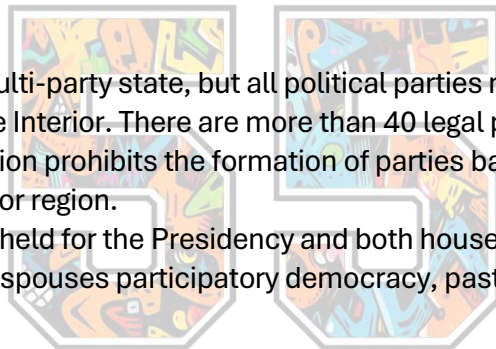 ulti-party state, but all political parties
e Interior. There are more than 40 legal
ion prohibits the formation of parties
or region.
held for the Presidency and both house
spouses participatory democracy, past
55